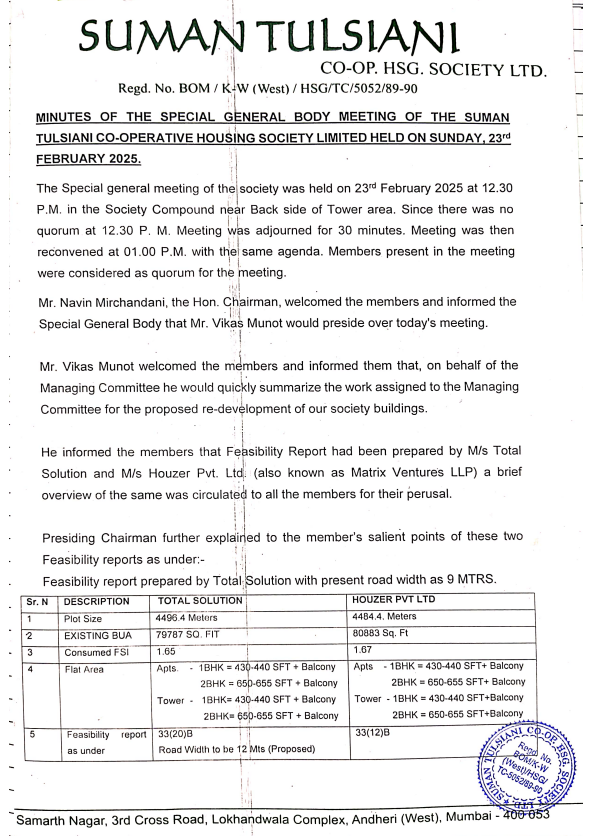 SUMAN TULSIANI
CO-OP. HSG. SOCIETY LTD.
Regd. No. BOM / K-W (West) / HSG/TC/5052/89-90
MINUTES OF THE SPECIAL GENERAL BODY MEETING OF THE SUMAN
TULSIANI CO-OPERATIVE HOUSING SOCIETY LIMITED HELD ON SUNDAY, 23rd
FEBRUARY 2025.
The Special general meeting of the society was held on 23rd February 2025 at 12.30
P.M. in the Society Compound near Back side of Tower area. Since there was no
quorum at 12.30 P. M. Meeting was adjourned for 30 minutes. Meeting was then
reconvened at 01.00 P.M. with the same agenda. Members present in the meeting
were considered as quorum for the meeting.
Mr. Navin Mirchandani, the Hon. Chairman, welcomed the members and informed the
Special General Body that Mr. Vikas Munot would preside over today's meeting.
Mr. Vikas Munot welcomed the members and informed them that, on behalf of the
Managing Committee he would quickly summarize the work assigned to the Managing
Committee for the proposed re-development of our society buildings.
He informed the members that Feasibility Report had been prepared by M/s Total
Solution and M/s Houzer Pvt. Ltd. (also known as Matrix Ventures LLP) a brief
overview of the same was circulated to all the members for their perusal.
Presiding Chairman further explained to the member's salient points of these two
Feasibility reports as under:-
Feasibility report prepared by Total Solution with present road width as 9 MTRS.
Sr. N DESCRIPTION TOTAL SOLUTION HOUZER PVT LTD
1 Plot Size 4496.4 Meters 4484.4. Meters
2 EXISTING BUA 79787 SQ. FIT 80883 Sq. Ft
3 Consumed FSI 1.65 1.67
4 Flat Area Apts. - 1BHK = 430-440 SFT + Balcony Apts - 1BHK = 430-440 SFT+ Balcony
2BHK = 650-655 SFT + Balcony 2BHK = 650-655 SFT+ Balcony
Tower - 1BHK= 430-440 SFT + Balcony Tower - 1BHK = 430-440 SFT+Balcony
2BHK= 650-655 SFT + Balcony 2BHK = 650-655 SFT+Balcony
5 Feasibility report 33(20)B 33(12)B
as under Road Width to be 12 Mts (Proposed)
SUMAN TULSIANI CO-OP. HSG. SOCIETY LTD.
Regd. No.
BOM/K-W
(West)/HSG/
TC-5052/89-90
Samarth Nagar, 3rd Cross Road, Lokhandwala Complex, Andheri (West), Mumbai - 400 053